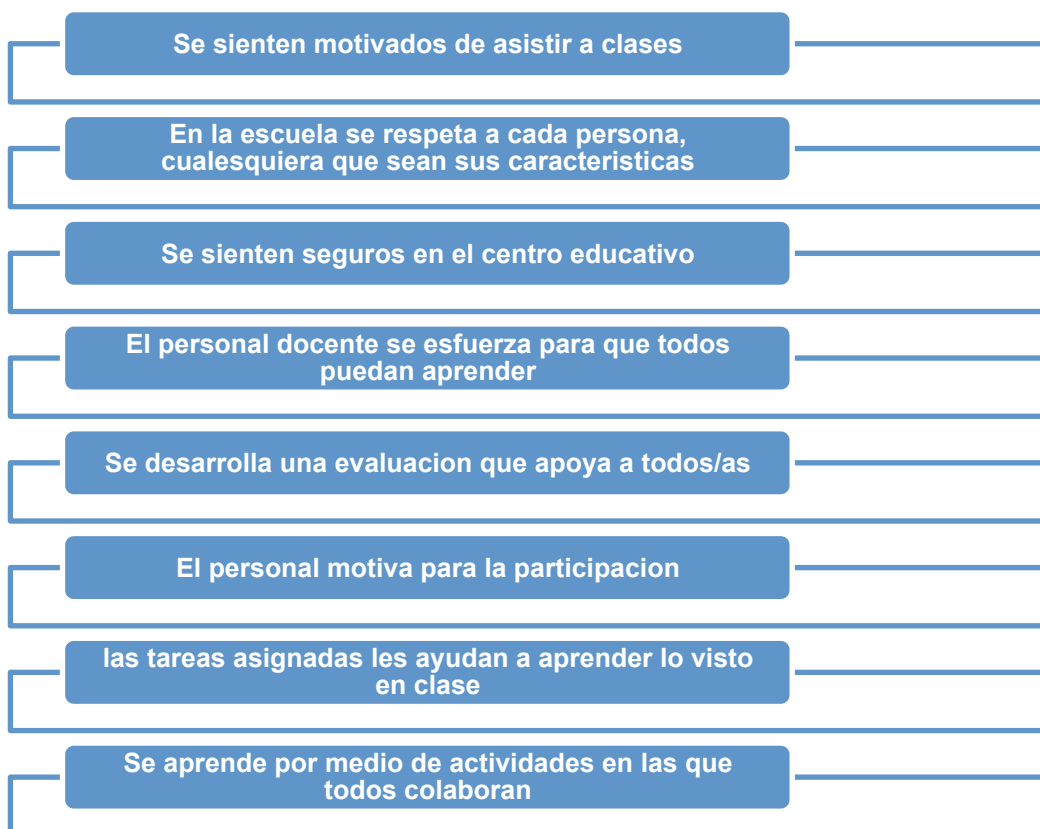 Se sienten motivados de asistir a clases
En la escuela se respeta a cada persona,
cualesquiera que sean sus caracteristicas
Se sienten seguros en el centro educativo
El personal docente se esfuerza para que todos
puedan aprender
Se desarrolla una evaluacion que apoya a todos/as
El personal motiva para la participacion
las tareas asignadas les ayudan a aprender lo visto
en clase
Se aprende por medio de actividades en las que
todos colaboran